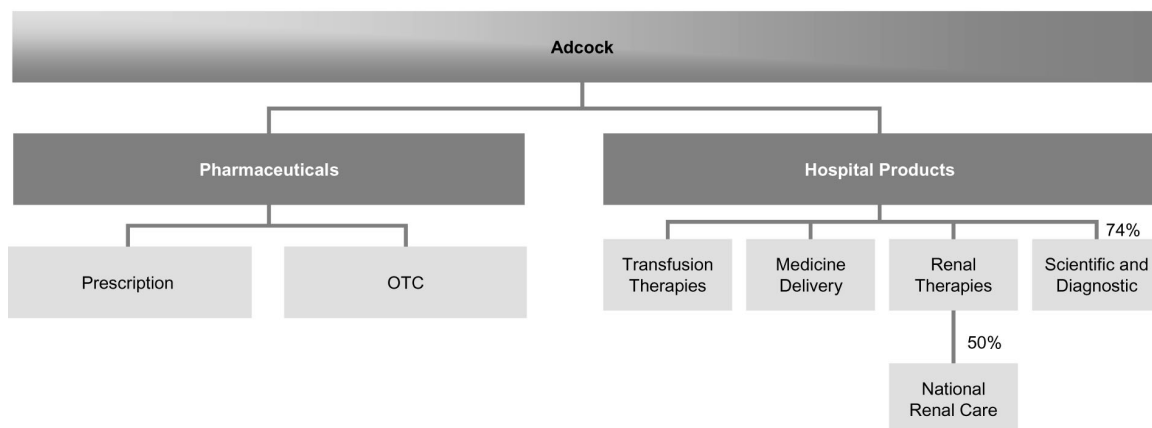 Adcock
Pharmaceuticals
Hospital Products
74%
Prescription
OTC
Transfusion
Therapies
Medicine
Delivery
Renal
Therapies
Scientific and
Diagnostic
50%
National
Renal Care